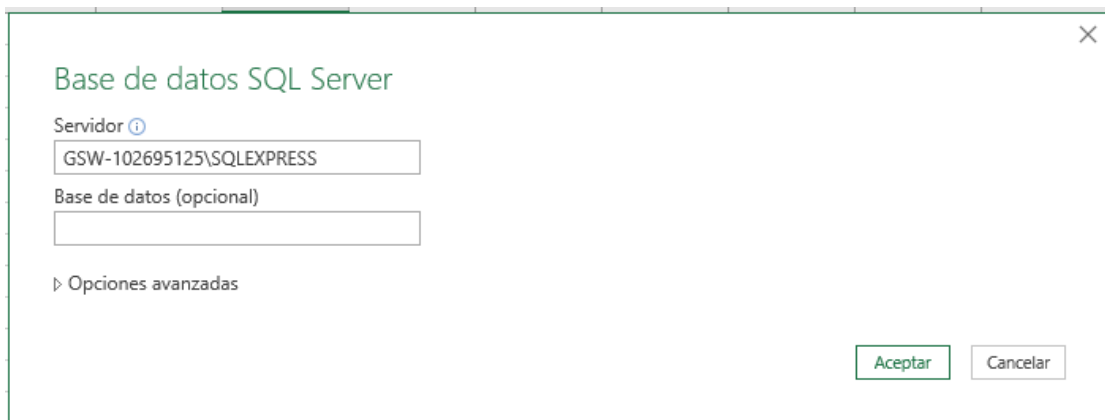 Base de datos SQL Server
Servidor
GSW-102695125\SQLEXPRESS
Base de datos (opcional)
Opciones avanzadas
Aceptar
Cancelar